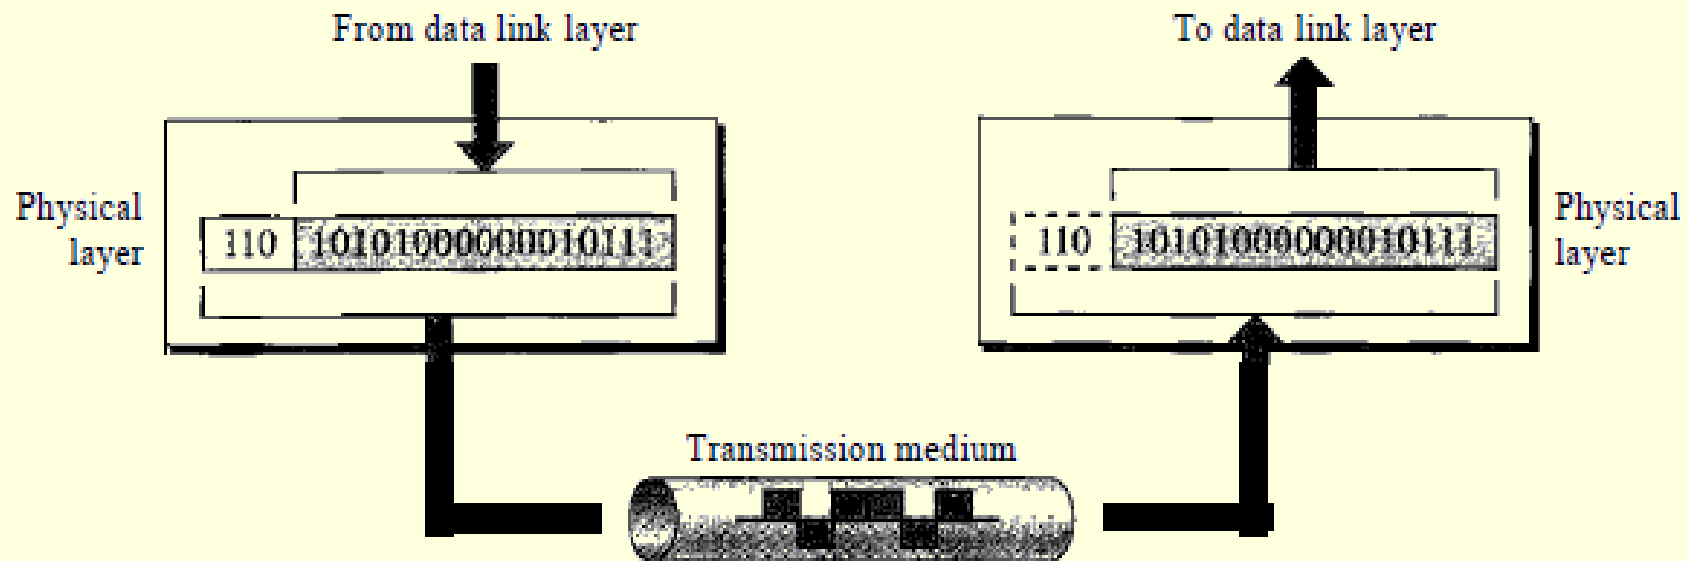 From data link layer
To data link layer
Physical
layer
110 10101000000010111
110 10101000000010111
Physical
layer
Transmission medium